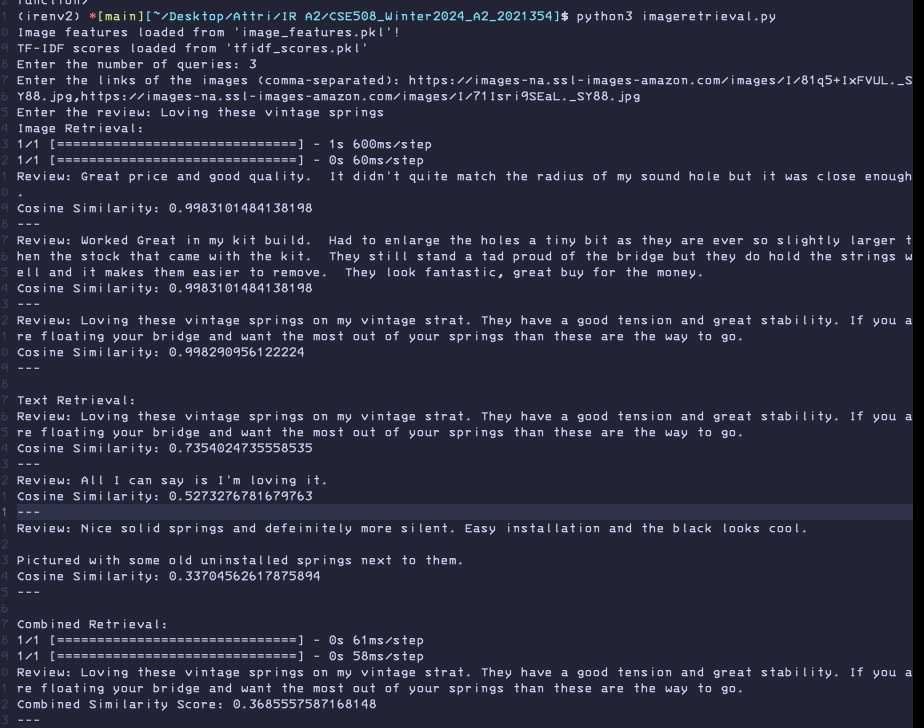 function)
(irenv2) *[main][~/Desktop/Attri/IR A2/CSE508_Winter2024_A2_2021354]$ python3 imageretrieval.py
Image features loaded from 'image_features.pkl'!
TF-IDF scores loaded from 'tfidf_scores.pkl'
Enter the number of queries: 3
Enter the links of the images (comma-separated): https://images-na.ssl-images-amazon.com/images/I/81q5+IxFVUL._S
Y88.jpg,https://images-na.ssl-images-amazon.com/images/I/71Isri9SEaL._SY88.jpg
Enter the review: Loving these vintage springs
Image Retrieval:
1/1 [==============================] - 1s 600ms/step
1/1 [==============================] - 0s 60ms/step
Review: Great price and good quality.  It didn't quite match the radius of my sound hole but it was close enough
.
Cosine Similarity: 0.9983101484138198
---
Review: Worked Great in my kit build.  Had to enlarge the holes a tiny bit as they are ever so slightly larger t
hen the stock that came with the kit.  They still stand a tad proud of the bridge but they do hold the strings w
ell and it makes them easier to remove.  They look fantastic, great buy for the money.
Cosine Similarity: 0.9983101484138198
---
Review: Loving these vintage springs on my vintage strat. They have a good tension and great stability. If you a
re floating your bridge and want the most out of your springs than these are the way to go.
Cosine Similarity: 0.998290956122224
---
Text Retrieval:
Review: Loving these vintage springs on my vintage strat. They have a good tension and great stability. If you a
re floating your bridge and want the most out of your springs than these are the way to go.
Cosine Similarity: 0.7354024735558535
---
Review: All I can say is I'm loving it.
Cosine Similarity: 0.5273276781679763
---
Review: Nice solid springs and defeinitely more silent. Easy installation and the black looks cool.
Pictured with some old uninstalled springs next to them.
Cosine Similarity: 0.33704562617875894
---
Combined Retrieval:
1/1 [==============================] - 0s 61ms/step
1/1 [==============================] - 0s 58ms/step
Review: Loving these vintage springs on my vintage strat. They have a good tension and great stability. If you a
re floating your bridge and want the most out of your springs than these are the way to go.
Combined Similarity Score: 0.3685557587168148
---